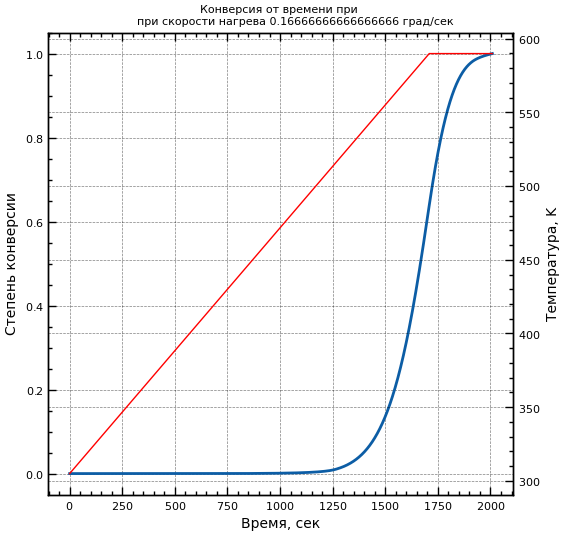 Конверсия от времени при
при скорости нагрева 0.16666666666666666 град/сек
1.0
0.8
0.6
0.4
0.2
0.0
Степень конверсии
600
550
500
450
400
350
300
Температура, К
0 250 500 750 1000 1250 1500 1750 2000
Время, сек